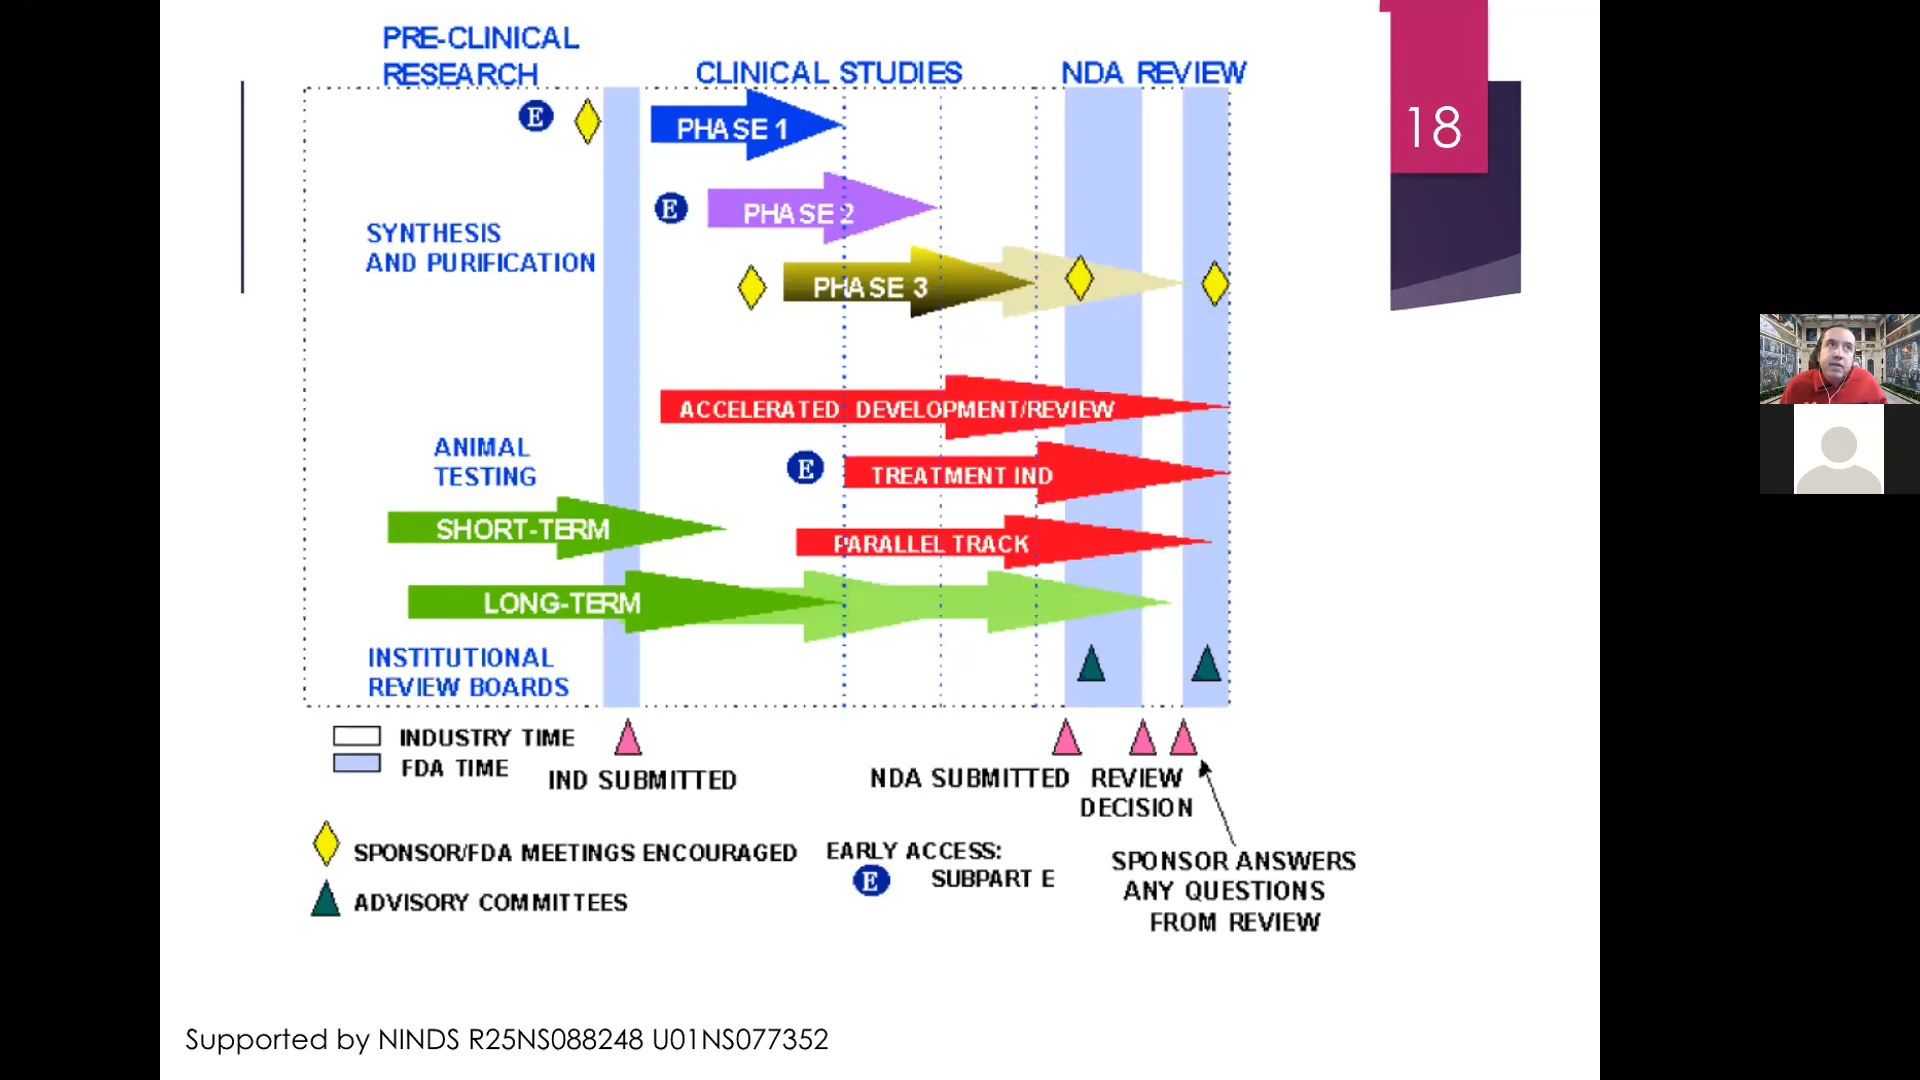 PRE-CLINICAL
RESEARCH
CLINICAL STUDIES
NDA REVIEW
18
E
PHASE 1
E
PHASE 2
SYNTHESIS
AND PURIFICATION
PHASE 3
ACCELERATED DEVELOPMENT/REVIEW
ANIMAL
TESTING
E
TREATMENT IND
SHORT-TERM
PARALLEL TRACK
LONG-TERM
INSTITUTIONAL
REVIEW BOARDS
INDUSTRY TIME
FDA TIME
IND SUBMITTED
NDA SUBMITTED
REVIEW
DECISION
SPONSOR/FDA MEETINGS ENCOURAGED
EARLY ACCESS:
E
SUBPART E
ADVISORY COMMITTEES
SPONSOR ANSWERS
ANY QUESTIONS
FROM REVIEW
Supported by NINDS R25NS088248 U01NS077352